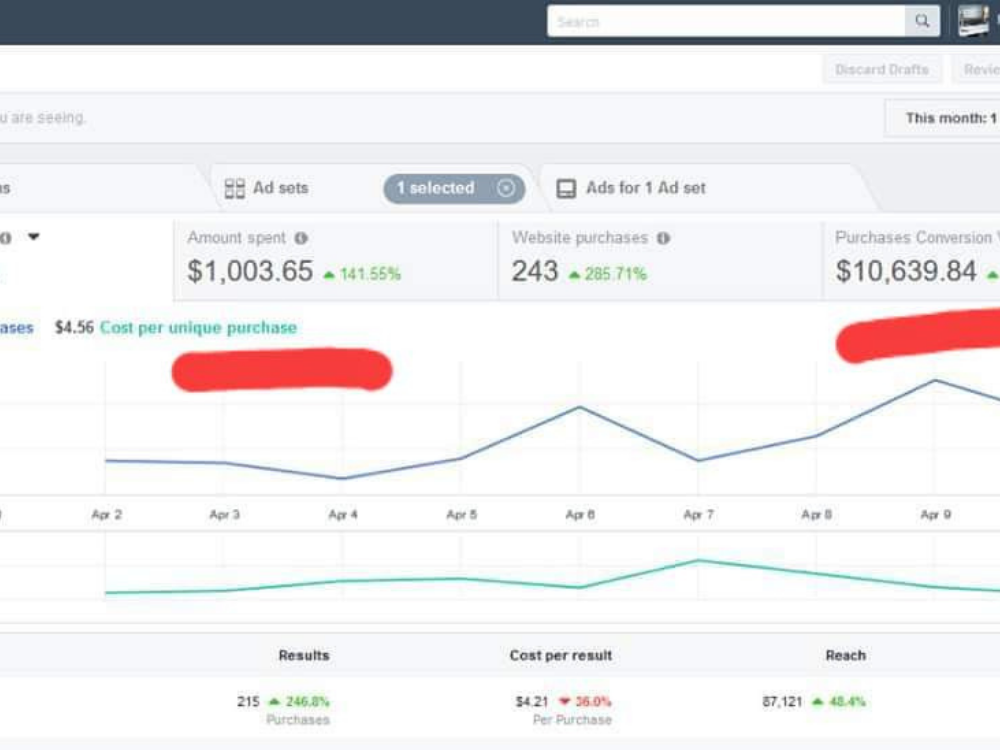 Search
Discard Drafts
u are seeing.
This month: 1
Ad sets
1 selected
Ads for 1 Ad set
Amount spent
Website purchases
Purchases Conversion
$1,003.65 141.55%
243 285.71%
$10,639.84
ases $4.56 Cost per unique purchase
Apr 2 Apr 3 Apr 4 Apr 5 Apr 6 Apr 7 Apr 8 Apr 9
Results Cost per result Reach
215 246.8% $4.21 36.0% 87,121 48.4%
Purchases Per Purchase